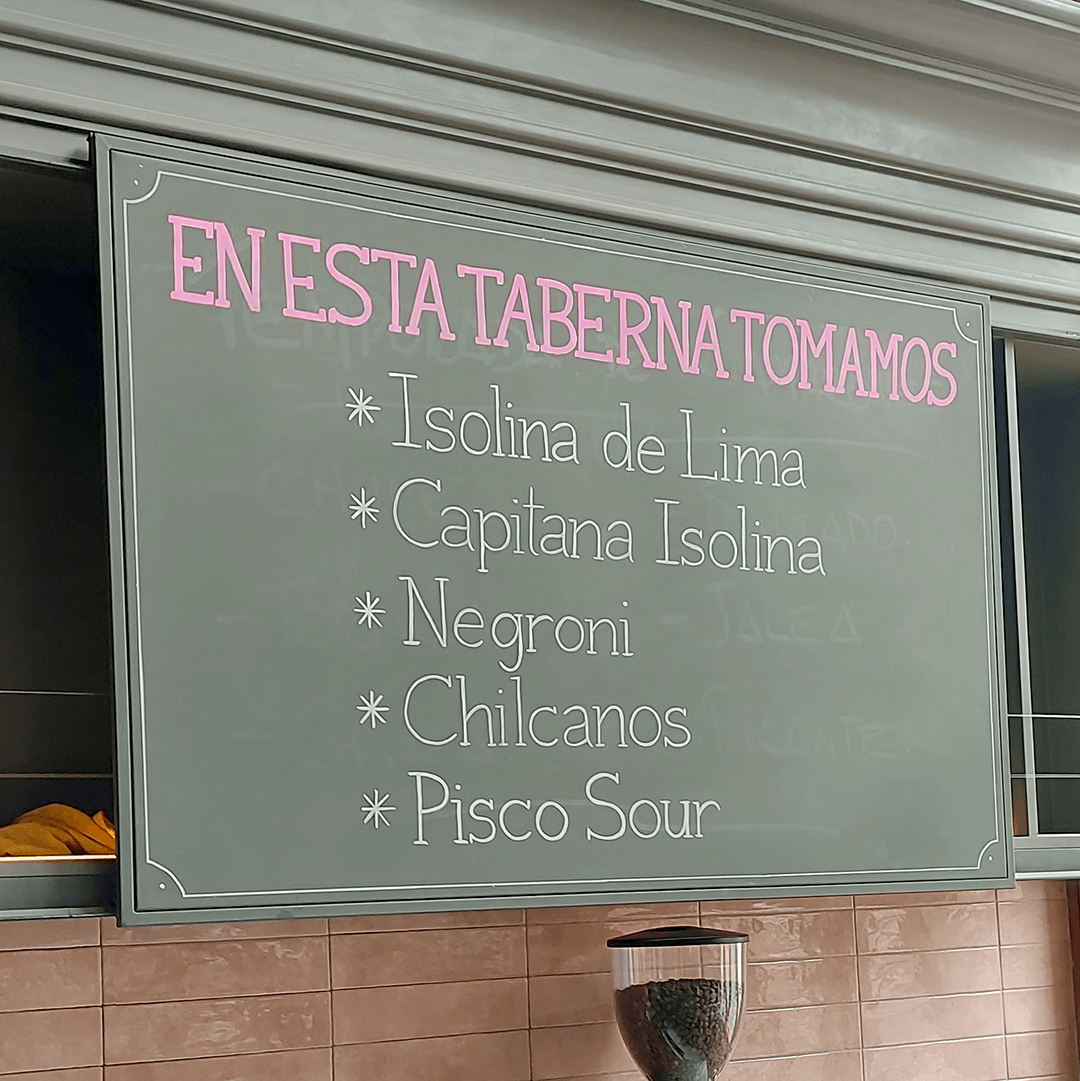 EN ESTA TABERNA TOMAMOS
* Isolina de Lima
* Capitana Isolina
* Negroni
* Chilcanos
* Pisco Sour